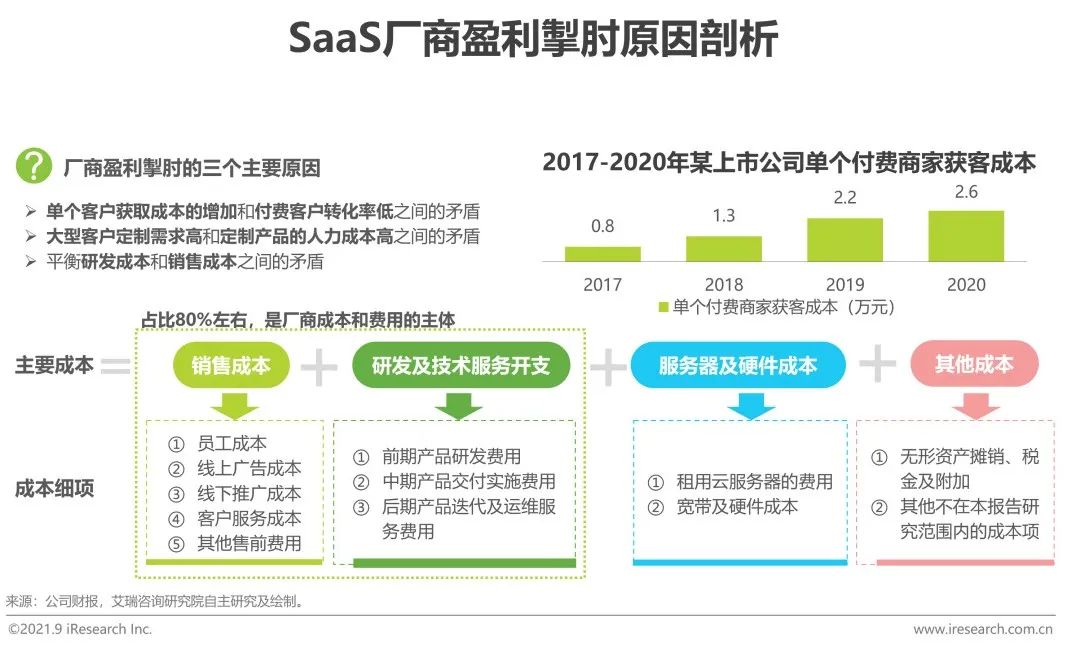 SaaS厂商盈利掣肘原因剖析
?
厂商盈利掣肘的三个主要原因
➢ 单个客户获取成本的增加和付费客户转化率低之间的矛盾
➢ 大型客户定制需求高和定制产品的人力成本高之间的矛盾
➢ 平衡研发成本和销售成本之间的矛盾
2017-2020年某上市公司单个付费商家获客成本
0.8 1.3 2.2 2.6
2017 2018 2019 2020
单个付费商家获客成本（万元）
占比80%左右，是厂商成本和费用的主体
主要成本 = 销售成本 + 研发及技术服务开支 + 服务器及硬件成本 + 其他成本
成本细项
① 员工成本
② 线上广告成本
③ 线下推广成本
④ 客户服务成本
⑤ 其他售前费用
① 前期产品研发费用
② 中期产品交付实施费用
③ 后期产品迭代及运维服
务费用
① 租用云服务器的费用
② 宽带及硬件成本
① 无形资产摊销、税
金及附加
② 其他不在本报告研
究范围内的成本项
来源：公司财报，艾瑞咨询研究院自主研究及绘制。
©2021.9 iResearch Inc.
www.iresearch.com.cn